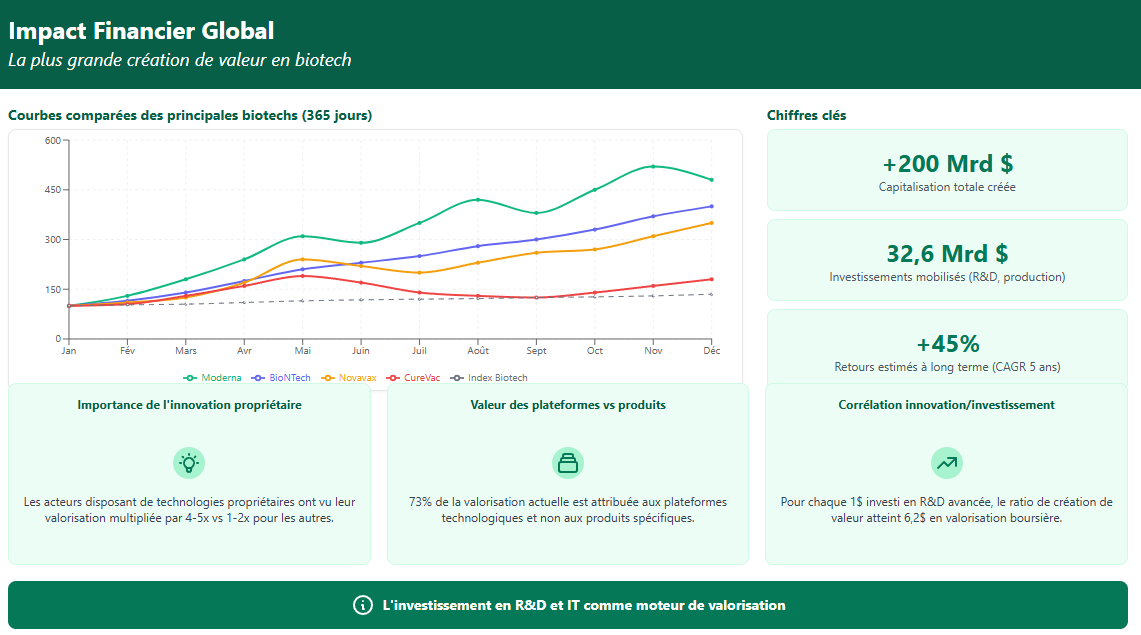 Impact Financier Global
La plus grande création de valeur en biotech
Courbes comparées des principales biotechs (365 jours)
600
450
300
150
0
Jan Fév Mars Avr Mai Juin Juil Août Sept Oct Nov Déc
Moderna BioNTech Novavax CureVac Index Biotech
Chiffres clés
+200 Mrd $
Capitalisation totale créée
32,6 Mrd $
Investissements mobilisés (R&D, production)
+45%
Retours estimés à long terme (CAGR 5 ans)
Importance de l'innovation propriétaire
Les acteurs disposant de technologies propriétaires ont vu leur
valorisation multipliée par 4-5x vs 1-2x pour les autres.
Valeur des plateformes vs produits
73% de la valorisation actuelle est attribuée aux plateformes
technologiques et non aux produits spécifiques.
Corrélation innovation/investissement
Pour chaque 1$ investi en R&D avancée, le ratio de création de
valeur atteint 6,2$ en valorisation boursière.
L'investissement en R&D et IT comme moteur de valorisation